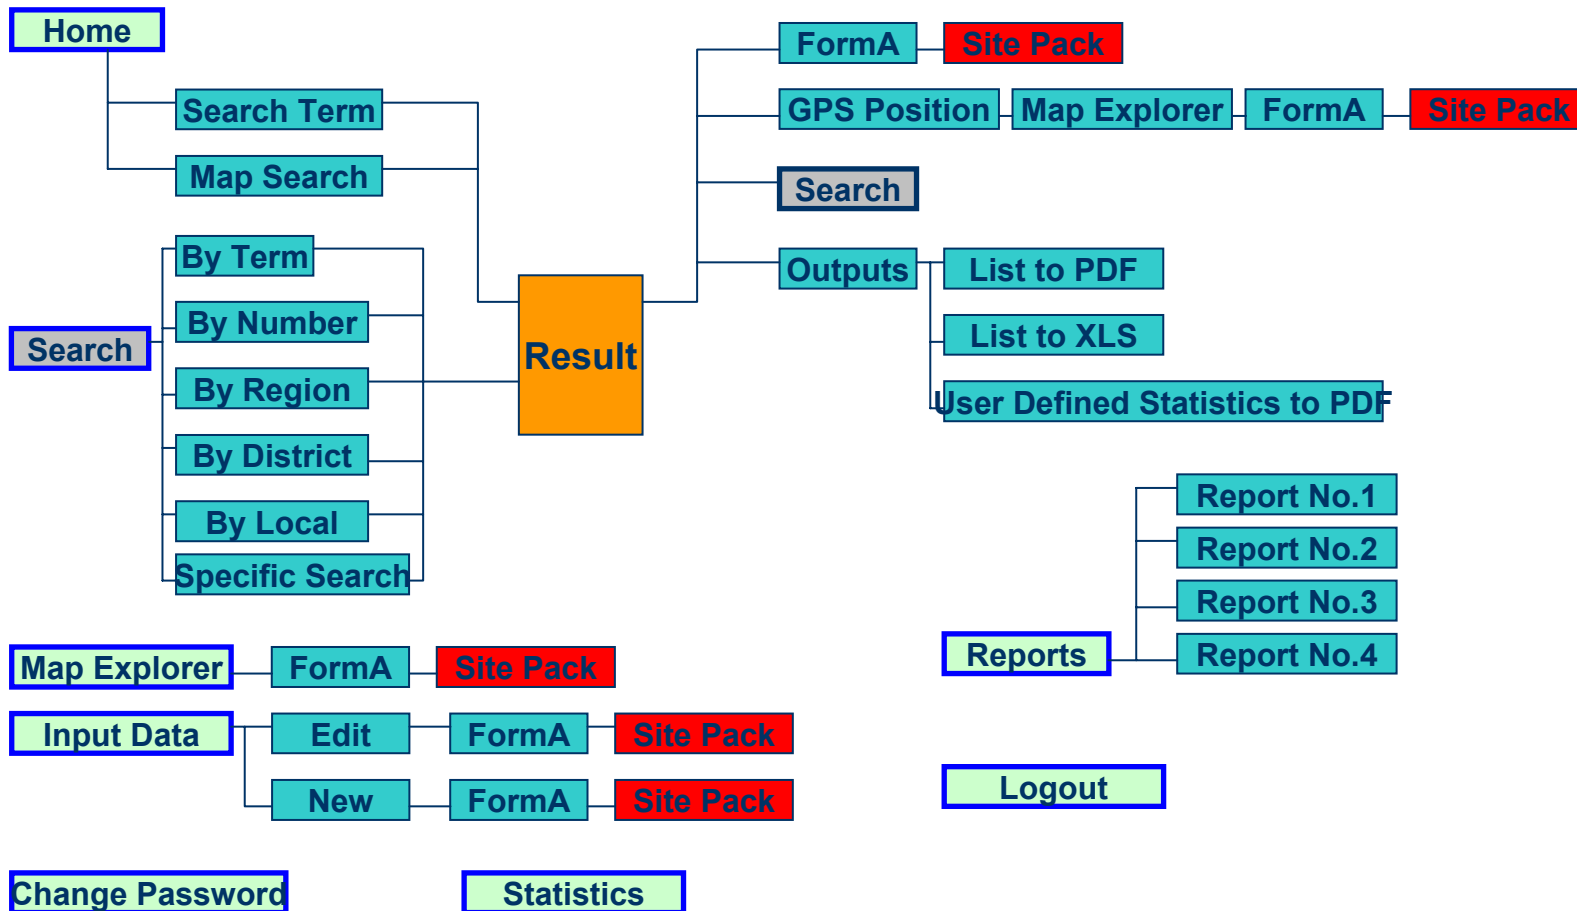 Home
Search Term
Map Search
Search
By Term
By Number
By Region
By District
By Local
Specific Search
Result
FormA
Site Pack
GPS Position
Map Explorer
FormA
Site Pack
Search
Outputs
List to PDF
List to XLS
User Defined Statistics to PDF
Map Explorer
FormA
Site Pack
Input Data
Edit
FormA
Site Pack
New
FormA
Site Pack
Reports
Report No.1
Report No.2
Report No.3
Report No.4
Logout
Change Password
Statistics